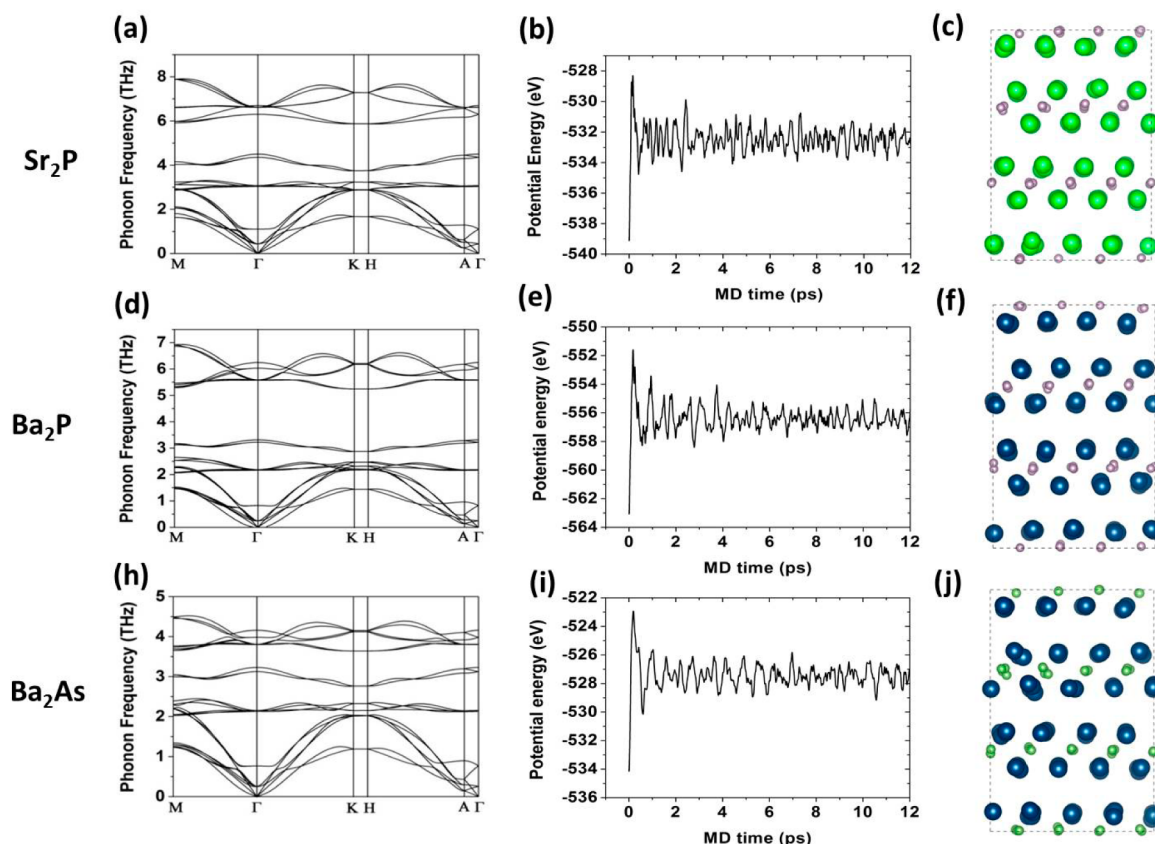 (a)
(b)
(c)
Sr2P
Phonon Frequency (THz)
8
6
4
2
0
M Γ K H A Γ
Potential Energy (eV)
-528
-530
-532
-534
-536
-538
-540
0 2 4 6 8 10 12
MD time (ps)
(d)
(e)
(f)
Ba2P
Phonon Frequency (THz)
7
6
5
4
3
2
1
0
M Γ K H A Γ
Potential energy (eV)
-550
-552
-554
-556
-558
-560
-562
-564
0 2 4 6 8 10 12
MD time (ps)
(h)
(i)
(j)
Ba2As
Phonon Frequency (THz)
5
4
3
2
1
0
M Γ K H A Γ
Potential energy (eV)
-522
-524
-526
-528
-530
-532
-534
-536
0 2 4 6 8 10 12
MD time (ps)